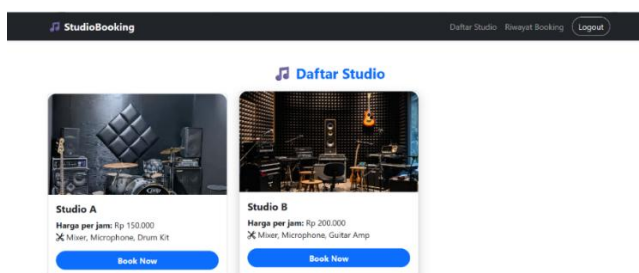 StudioBooking
Daftar Studio Riwayat Booking Logout
Daftar Studio
Studio A
Harga per jam: Rp 150.000
Mixer, Microphone, Drum Kit
Book Now
Studio B
Harga per jam: Rp 200.000
Mixer, Microphone, Guitar Amp
Book Now